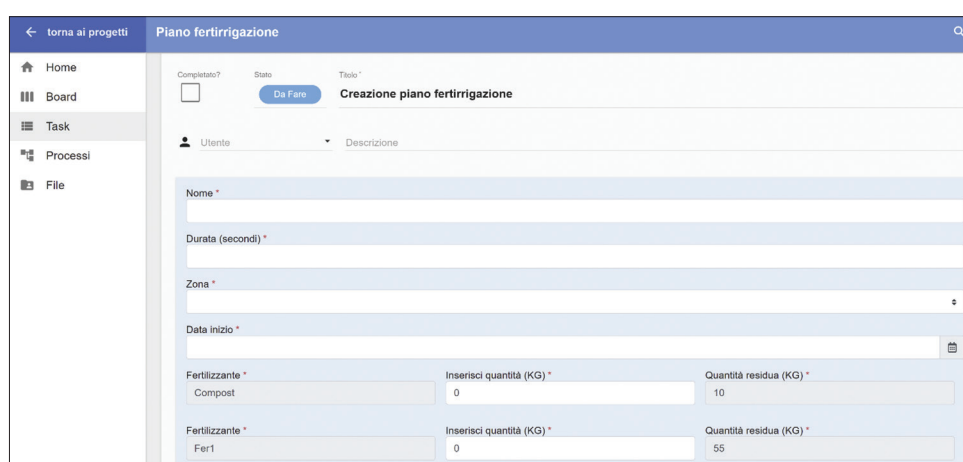 torna ai progetti
Piano fertirrigazione
Home
Board
Task
Processi
File
Completato?
Stato
Titolo *
Da Fare
Creazione piano fertirrigazione
Utente
Descrizione
Nome *
Durata (secondi) *
Zona *
Data inizio *
Fertilizzante *
Inserisci quantità (KG) *
Quantità residua (KG) *
Compost
0
10
Fertilizzante *
Inserisci quantità (KG) *
Quantità residua (KG) *
Fer1
0
55